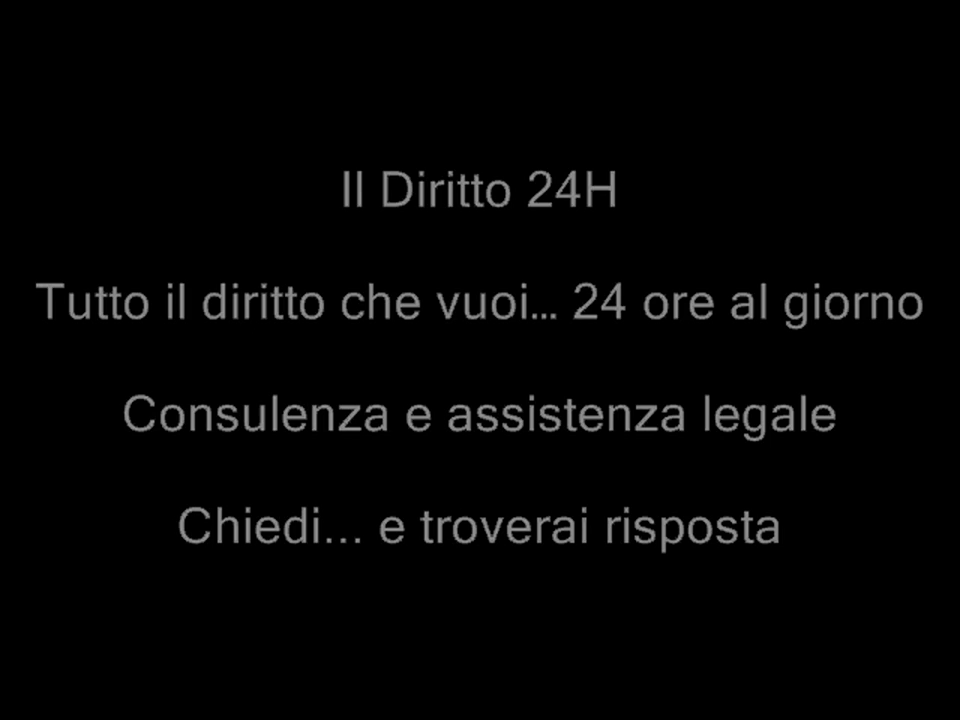 Il Diritto 24H
Tutto il diritto che vuoi… 24 ore al giorno
Consulenza e assistenza legale
Chiedi... e troverai risposta